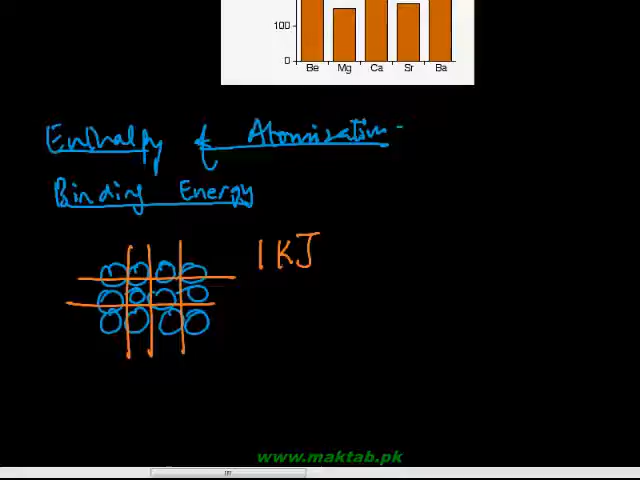 100
0
Be Mg Ca Sr Ba
Enthalpy of Atomization
Binding Energy
1 KJ
www.maktab.pk